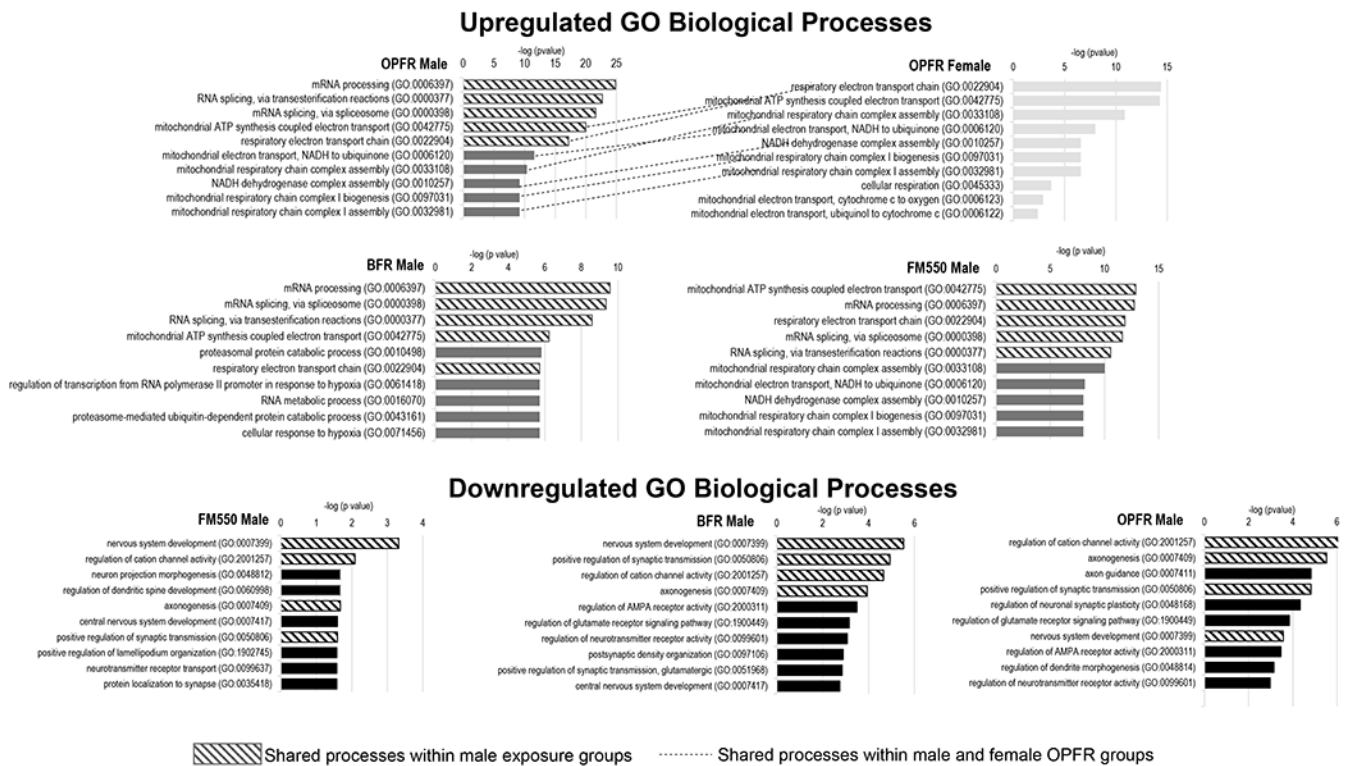 Upregulated GO Biological Processes
-log (pvalue)
OPFR Male 0 5 10 15 20 25
mRNA processing (GO:0006397)
RNA splicing, via transesterification reactions (GO:0000377)
mRNA splicing, via spliceosome (GO:0000398)
mitochondrial ATP synthesis coupled electron transport (GO:0042775)
respiratory electron transport chain (GO:0022904)
mitochondrial electron transport, NADH to ubiquinone (GO:0006120)
mitochondrial respiratory chain complex assembly (GO:0033108)
NADH dehydrogenase complex assembly (GO:0010257)
mitochondrial respiratory chain complex I biogenesis (GO:0097031)
mitochondrial respiratory chain complex I assembly (GO:0032981)
-log (pvalue)
OPFR Female 0 5 10 15
respiratory electron transport chain (GO:0022904)
mitochondrial ATP synthesis coupled electron transport (GO:0042775)
mitochondrial respiratory chain complex assembly (GO:0033108)
mitochondrial electron transport, NADH to ubiquinone (GO:0006120)
NADH dehydrogenase complex assembly (GO:0010257)
mitochondrial respiratory chain complex I biogenesis (GO:0097031)
mitochondrial respiratory chain complex I assembly (GO:0032981)
cellular respiration (GO:0045333)
mitochondrial electron transport, cytochrome c to oxygen (GO:0006123)
mitochondrial electron transport, ubiquinol to cytochrome c (GO:0006122)
-log (p value)
BFR Male 0 2 4 6 8 10
mRNA processing (GO:0006397)
mRNA splicing, via spliceosome (GO:0000398)
RNA splicing, via transesterification reactions (GO:0000377)
mitochondrial ATP synthesis coupled electron transport (GO:0042775)
proteasomal protein catabolic process (GO:0010498)
respiratory electron transport chain (GO:0022904)
regulation of transcription from RNA polymerase II promoter in response to hypoxia (GO:0061418)
RNA metabolic process (GO:0016070)
proteasome-mediated ubiquitin-dependent protein catabolic process (GO:0043161)
cellular response to hypoxia (GO:0071456)
-log (p value)
FM550 Male 0 5 10 15
mitochondrial ATP synthesis coupled electron transport (GO:0042775)
mRNA processing (GO:0006397)
respiratory electron transport chain (GO:0022904)
mRNA splicing, via spliceosome (GO:0000398)
RNA splicing, via transesterification reactions (GO:0000377)
mitochondrial respiratory chain complex assembly (GO:0033108)
mitochondrial electron transport, NADH to ubiquinone (GO:0006120)
NADH dehydrogenase complex assembly (GO:0010257)
mitochondrial respiratory chain complex I biogenesis (GO:0097031)
mitochondrial respiratory chain complex I assembly (GO:0032981)
Downregulated GO Biological Processes
-log (p value)
FM550 Male 0 1 2 3 4
nervous system development (GO:0007399)
regulation of cation channel activity (GO:2001257)
neuron projection morphogenesis (GO:0048812)
regulation of dendritic spine development (GO:0060998)
axonogenesis (GO:0007409)
central nervous system development (GO:0007417)
positive regulation of synaptic transmission (GO:0050806)
positive regulation of lamellipodium organization (GO:1902745)
neurotransmitter receptor transport (GO:0099637)
protein localization to synapse (GO:0035418)
-log (p value)
BFR Male 0 2 4 6
nervous system development (GO:0007399)
positive regulation of synaptic transmission (GO:0050806)
regulation of cation channel activity (GO:2001257)
axonogenesis (GO:0007409)
regulation of AMPA receptor activity (GO:2000311)
regulation of glutamate receptor signaling pathway (GO:1900449)
regulation of neurotransmitter receptor activity (GO:0099601)
postsynaptic density organization (GO:0097106)
positive regulation of synaptic transmission, glutamatergic (GO:0051968)
central nervous system development (GO:0007417)
-log (pvalue)
OPFR Male 0 2 4 6
regulation of cation channel activity (GO:2001257)
axonogenesis (GO:0007409)
axon guidance (GO:0007411)
positive regulation of synaptic transmission (GO:0050806)
regulation of neuronal synaptic plasticity (GO:0048168)
regulation of glutamate receptor signaling pathway (GO:1900449)
nervous system development (GO:0007399)
regulation of AMPA receptor activity (GO:2000311)
regulation of dendrite morphogenesis (GO:0048814)
regulation of neurotransmitter receptor activity (GO:0099601)
Shared processes within male exposure groups
Shared processes within male and female OPFR groups